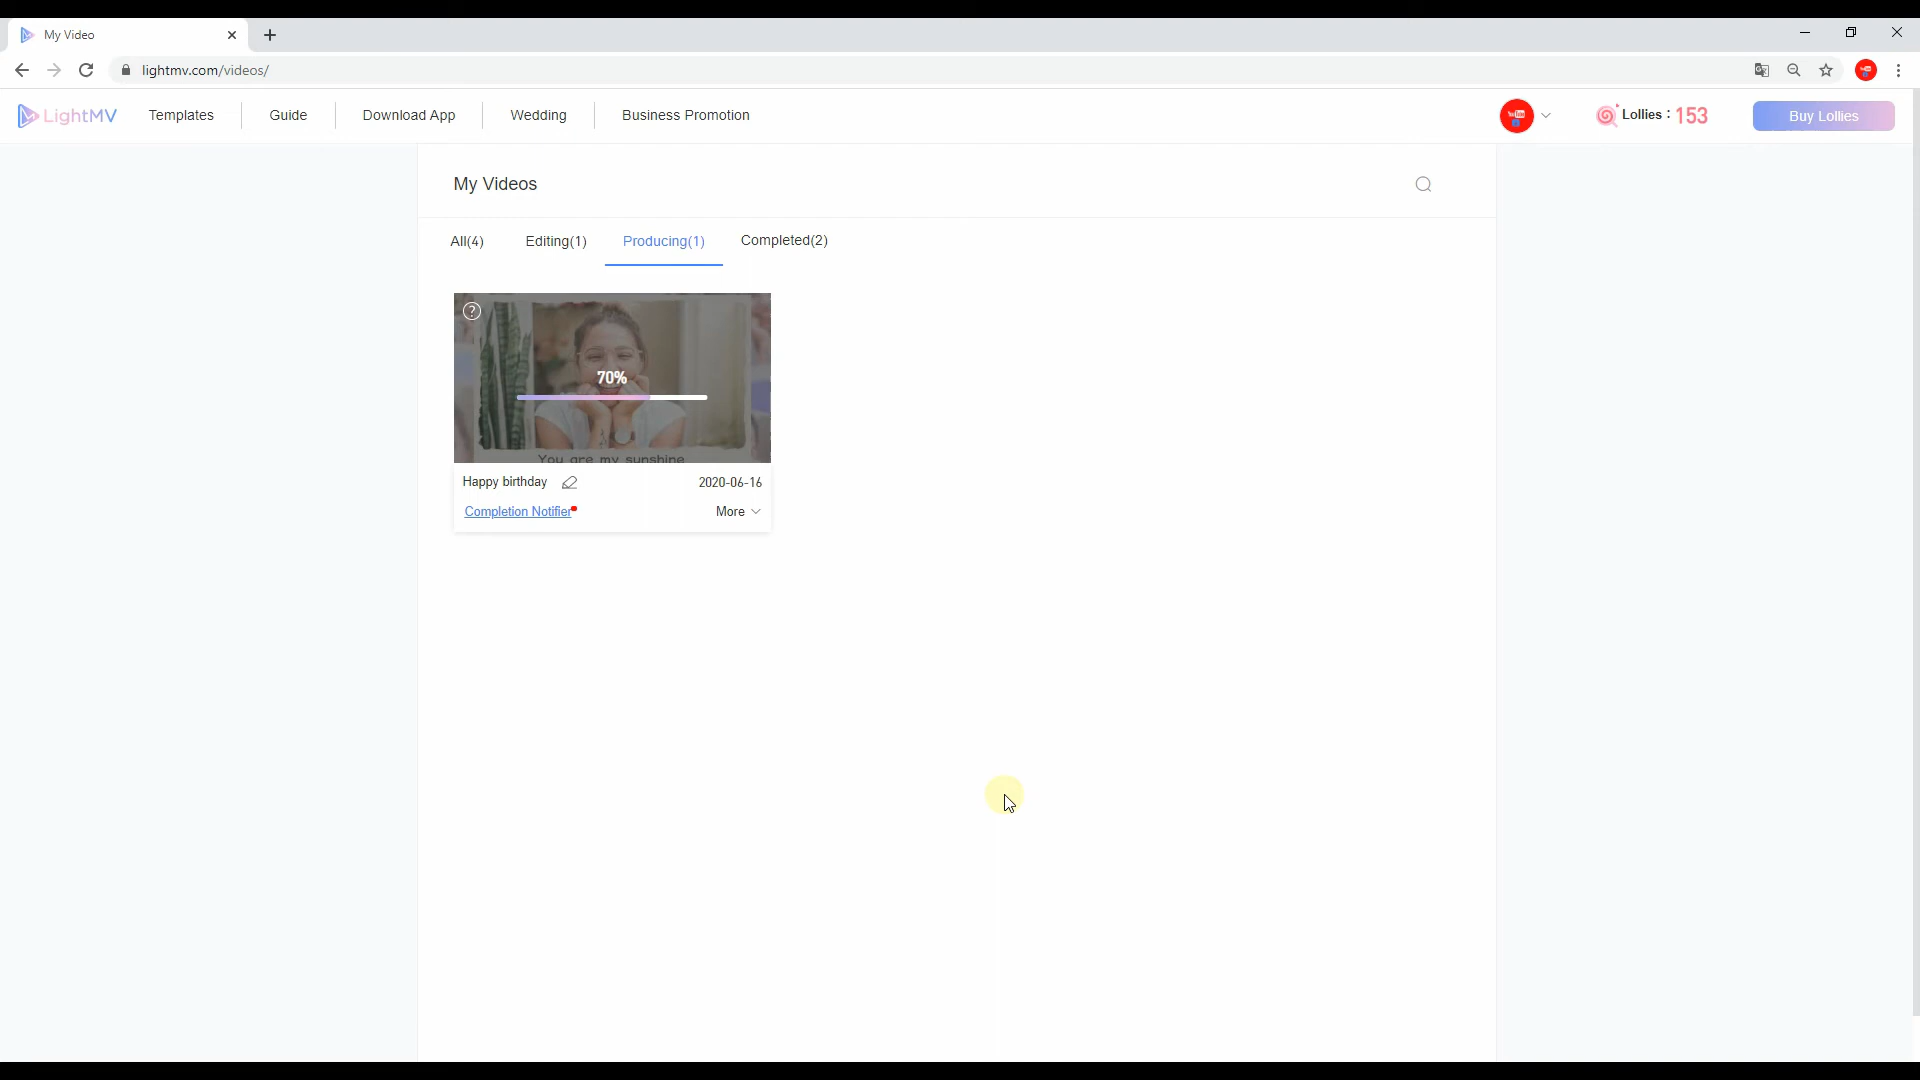 My Video
lightmv.com/videos/
LightMV Templates Guide Download App Wedding Business Promotion Lollies : 153 Buy Lollies
My Videos
All(4) Editing(1) Producing(1) Completed(2)
?
70%
You are my sunshine
Happy birthday 2020-06-16
Completion Notifier More